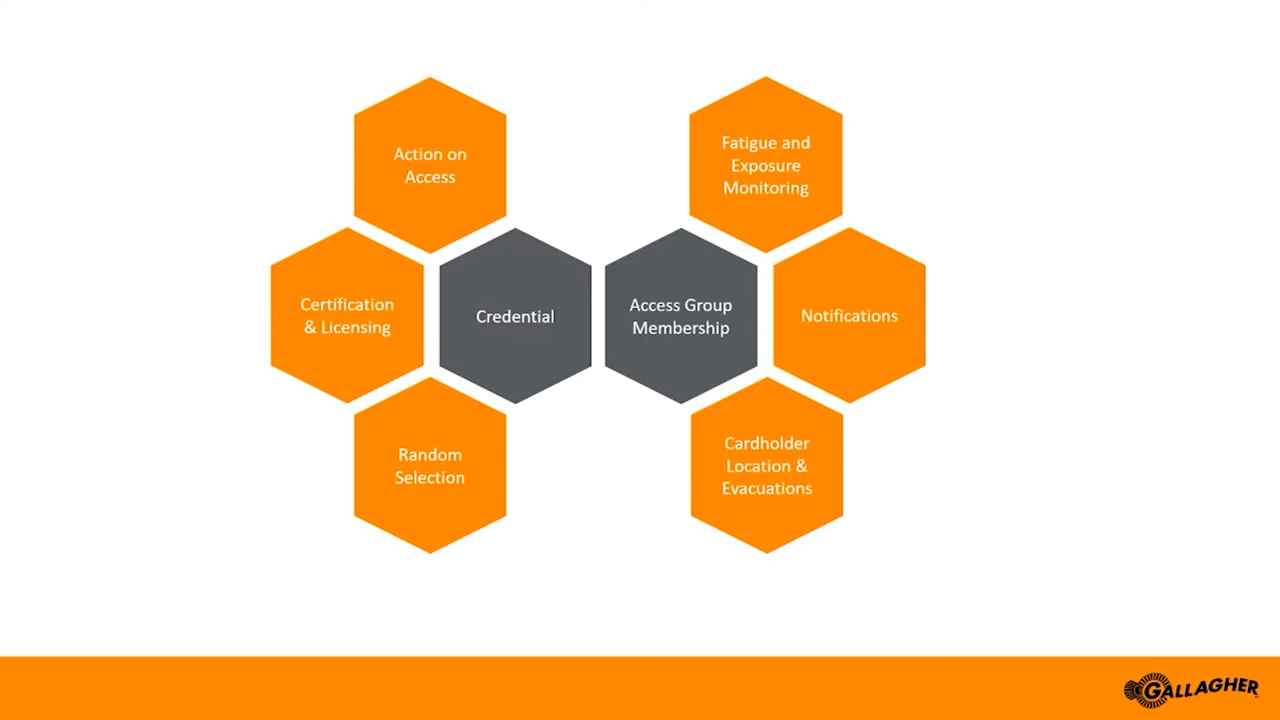 Action on
Access
Fatigue and
Exposure
Monitoring
Certification
& Licensing
Credential
Access Group
Membership
Notifications
Random
Selection
Cardholder
Location &
Evacuations
GALLAGHER